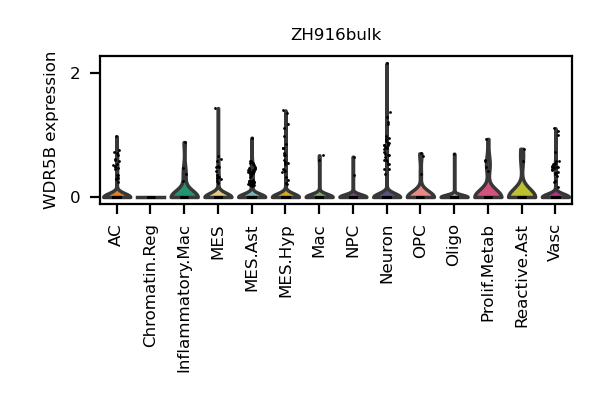 ZH916bulk
WDR5B expression
2
0
AC
Chromatin.Reg
Inflammatory.Mac
MES
MES.Ast
MES.Hyp
Mac
NPC
Neuron
OPC
Oligo
Prolif.Metab
Reactive.Ast
Vasc